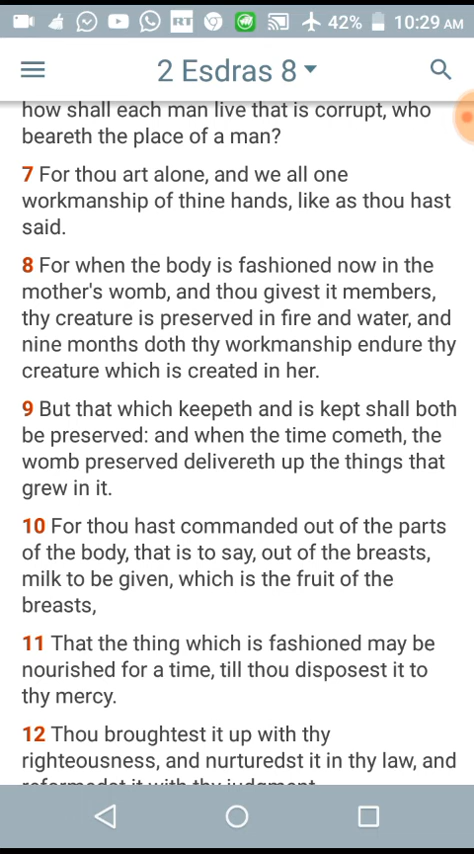 RT
42%
10:29 AM
2 Esdras 8
how shall each man live that is corrupt, who
beareth the place of a man?
7 For thou art alone, and we all one
workmanship of thine hands, like as thou hast
said.
8 For when the body is fashioned now in the
mother's womb, and thou givest it members,
thy creature is preserved in fire and water, and
nine months doth thy workmanship endure thy
creature which is created in her.
9 But that which keepeth and is kept shall both
be preserved: and when the time cometh, the
womb preserved delivereth up the things that
grew in it.
10 For thou hast commanded out of the parts
of the body, that is to say, out of the breasts,
milk to be given, which is the fruit of the
breasts,
11 That the thing which is fashioned may be
nourished for a time, till thou disposest it to
thy mercy.
12 Thou broughtest it up with thy
righteousness, and nurturedst it in thy law, and
reformedst it with thy judgment.